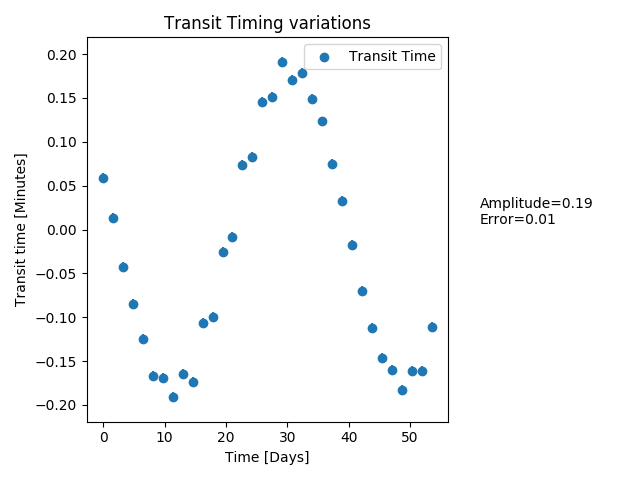 Transit Timing variations
Transit Time
0.20
0.15
0.10
0.05
0.00
−0.05
−0.10
−0.15
−0.20
Transit time [Minutes]
Amplitude=0.19
Error=0.01
0 10 20 30 40 50
Time [Days]